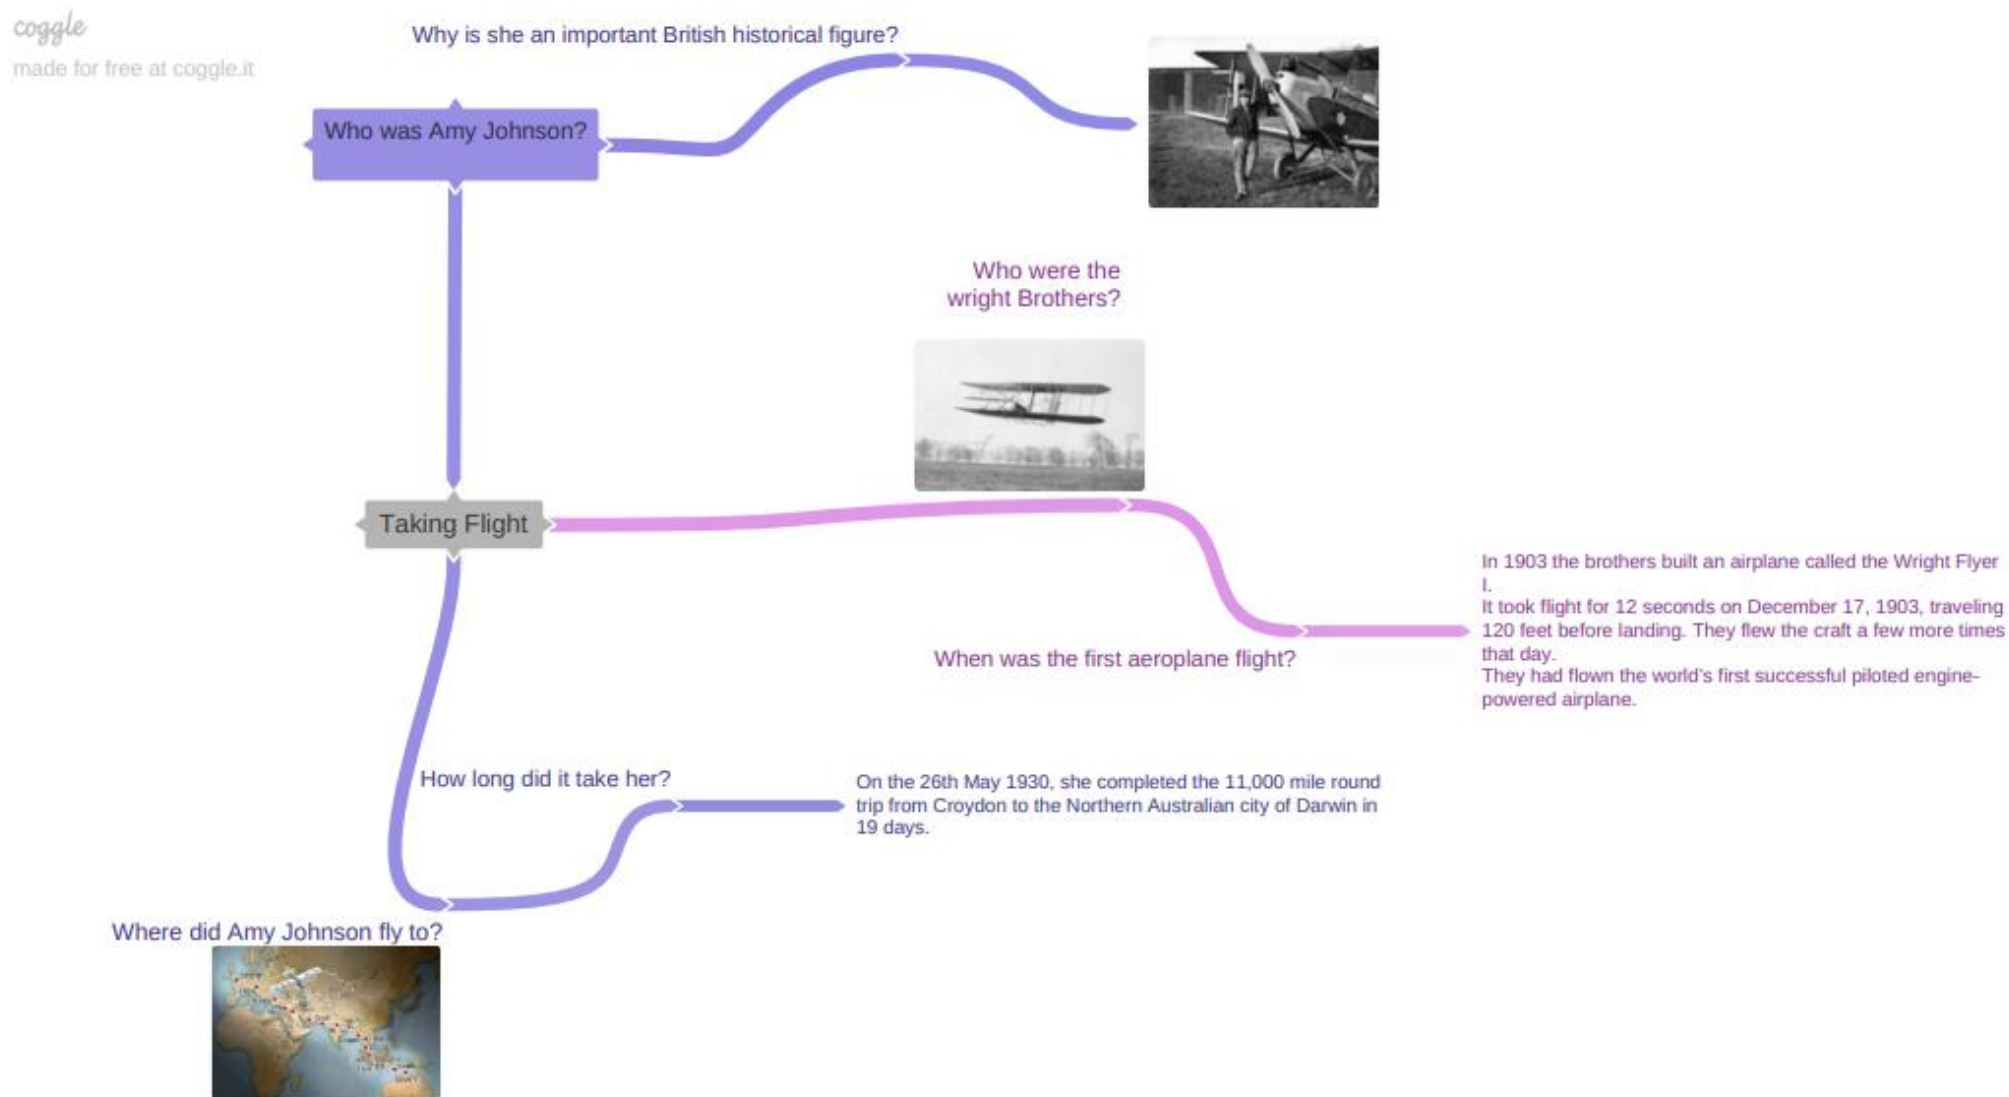 coggle
made for free at coggle.it
Why is she an important British historical figure?
Who was Amy Johnson?
Who were the
wright Brothers?
Taking Flight
In 1903 the brothers built an airplane called the Wright Flyer
I.
It took flight for 12 seconds on December 17, 1903, traveling
120 feet before landing. They flew the craft a few more times
that day.
They had flown the world's first successful piloted engine-
powered airplane.
When was the first aeroplane flight?
How long did it take her?
On the 26th May 1930, she completed the 11,000 mile round
trip from Croydon to the Northern Australian city of Darwin in
19 days.
Where did Amy Johnson fly to?